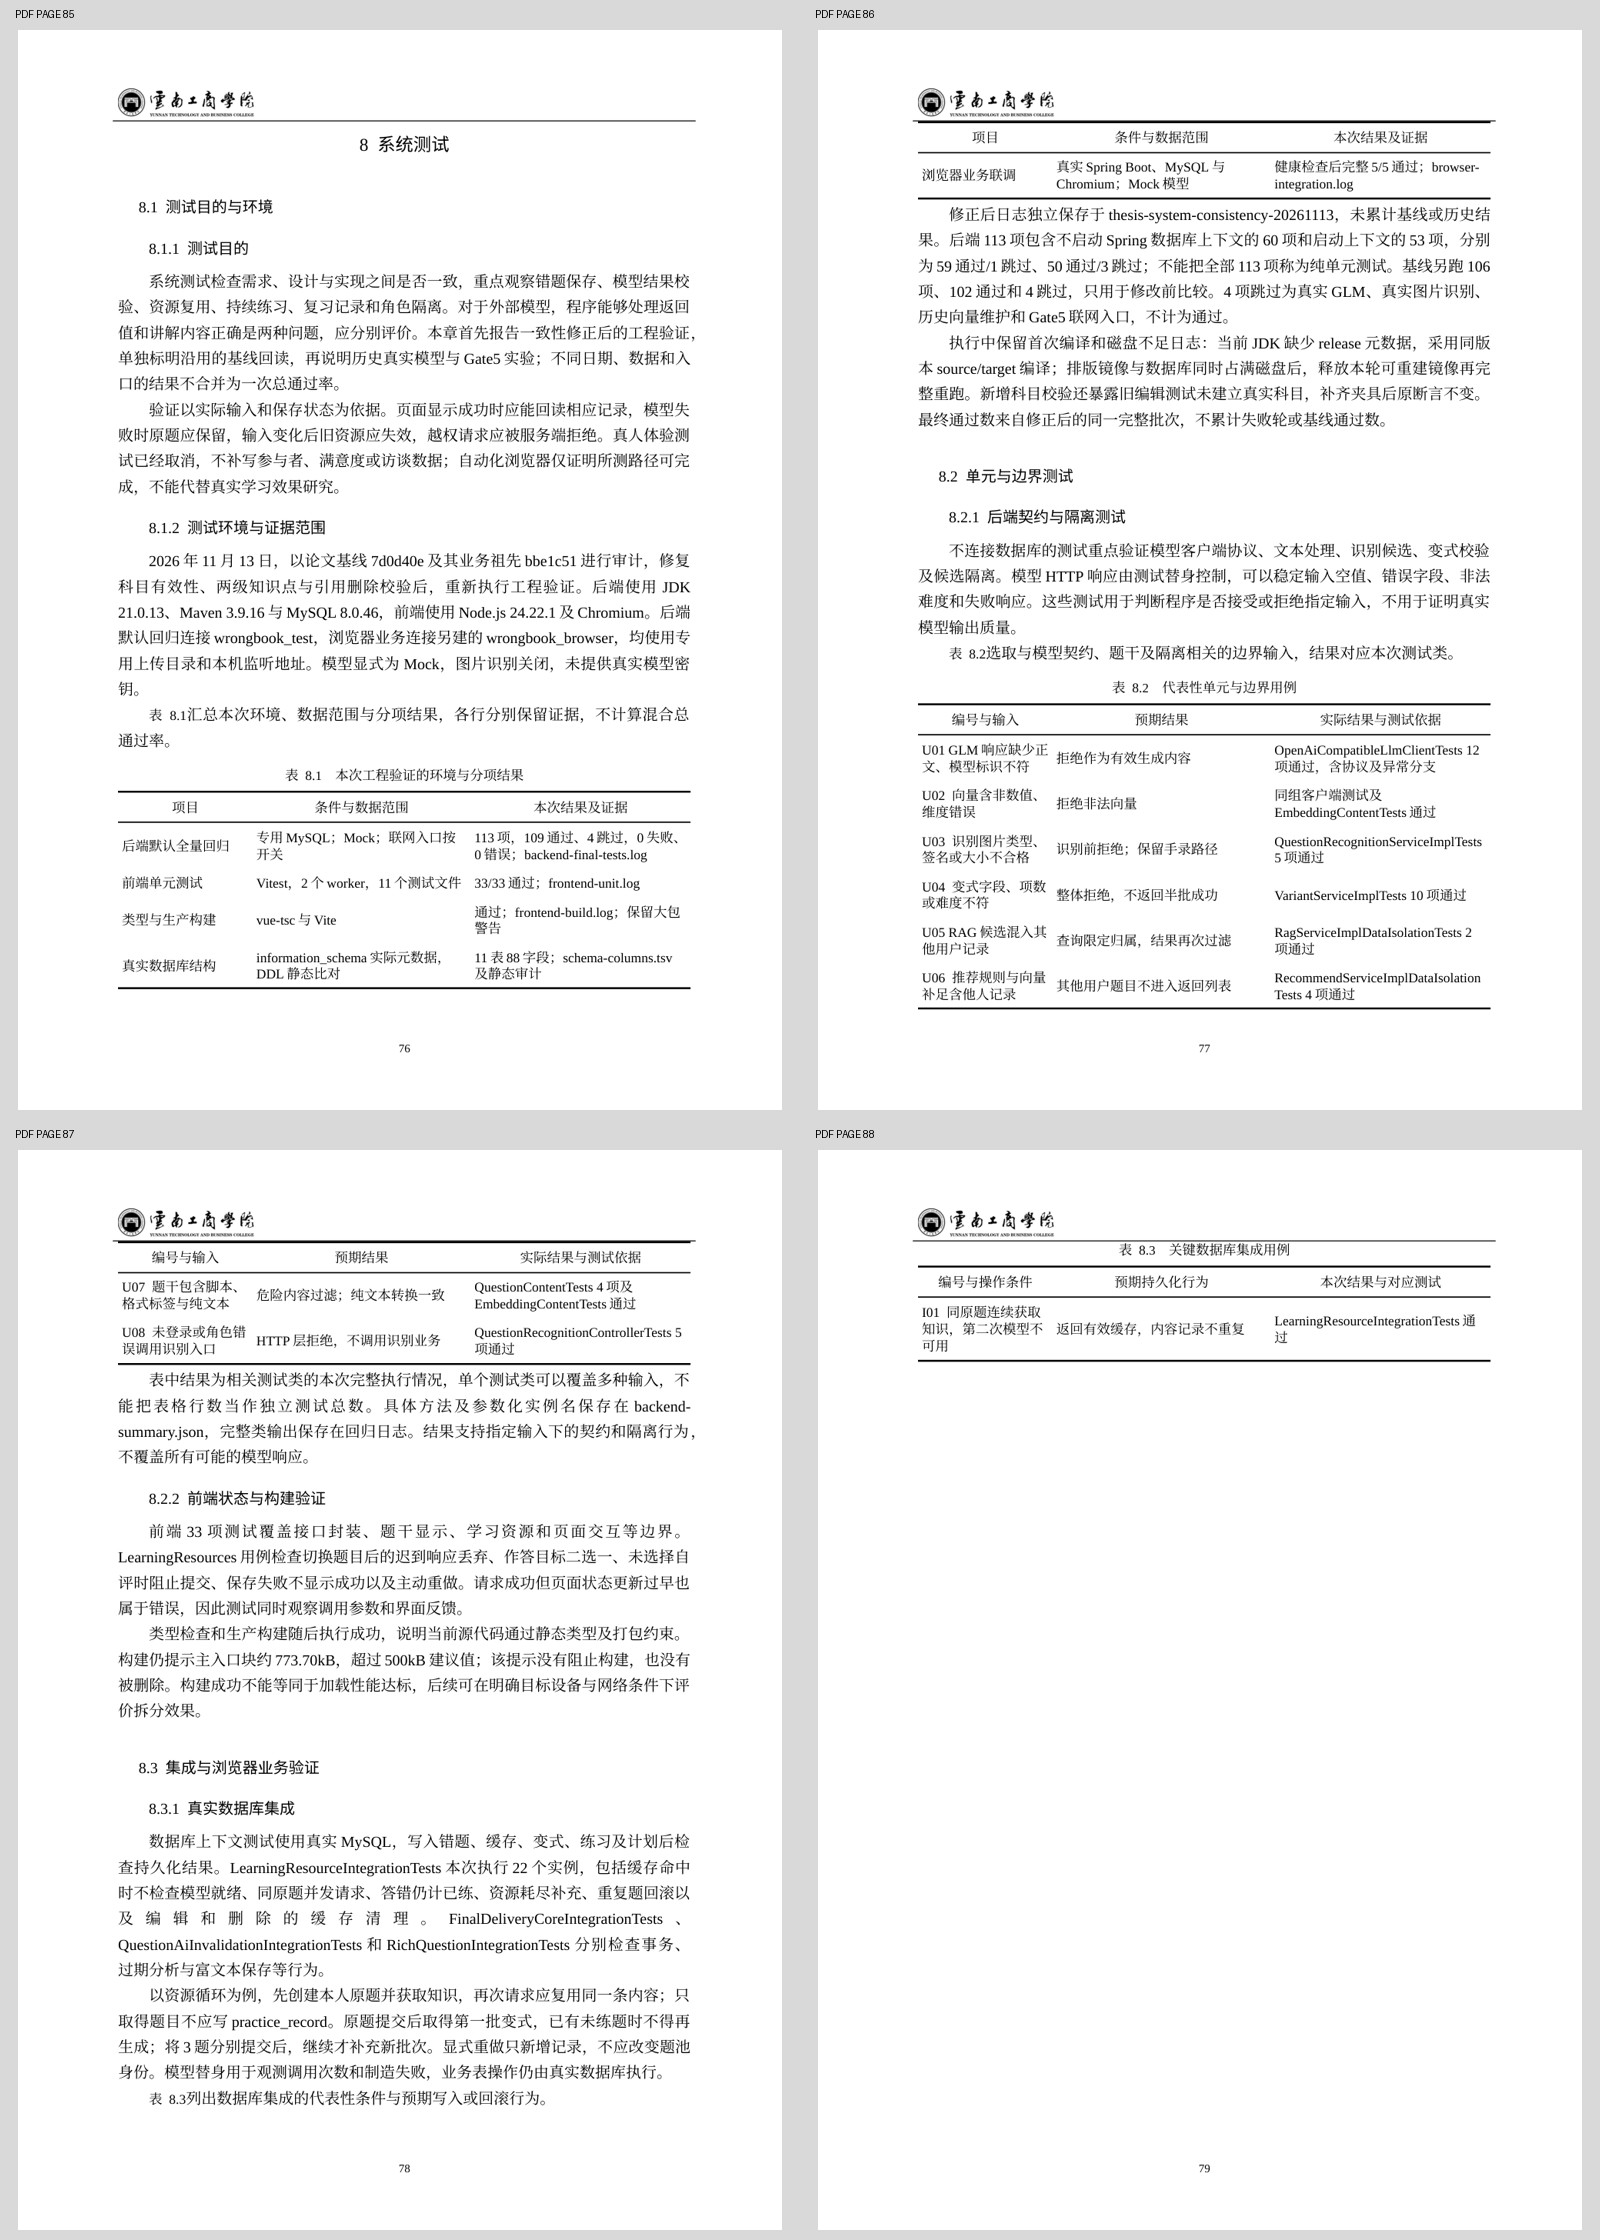 PDF PAGE 85
雲南工商學院
YUNNAN TECHNOLOGY AND BUSINESS COLLEGE
8 系统测试
8.1 测试目的与环境
8.1.1 测试目的
系统测试检查需求、设计与实现之间是否一致，重点观察错题保存、模型结果校
验、资源复用、持续练习、复习记录和角色隔离。对于外部模型，程序能够处理返回
值和讲解内容正确是两种问题，应分别评价。本章首先报告一致性修正后的工程验证，
单独标明沿用的基线回读，再说明历史真实模型与 Gate5 实验；不同日期、数据和入
口的结果不合并为一次总通过率。
验证以实际输入和保存状态为依据。页面显示成功时应能回读相应记录，模型失
败时原题应保留，输入变化后旧资源应失效，越权请求应被服务端拒绝。真人体验测
试已经取消，不补写参与者、满意度或访谈数据；自动化浏览器仅证明所测路径可完
成，不能代替真实学习效果研究。
8.1.2 测试环境与证据范围
2026 年 11 月 13 日，以论文基线 7d0d40e 及其业务祖先 bbe1c51 进行审计，修复
科目有效性、两级知识点与引用删除校验后，重新执行工程验证。后端使用 JDK
21.0.13、Maven 3.9.16 与 MySQL 8.0.46，前端使用 Node.js 24.22.1 及 Chromium。后端
默认回归连接 wrongbook_test，浏览器业务连接另建的 wrongbook_browser，均使用专
用上传目录和本机监听地址。模型显式为 Mock，图片识别关闭，未提供真实模型密
钥。
表 8.1汇总本次环境、数据范围与分项结果，各行分别保留证据，不计算混合总
通过率。
表 8.1 本次工程验证的环境与分项结果
项目 条件与数据范围 本次结果及证据
后端默认全量回归 专用 MySQL；Mock；联网入口按开关 113 项，109 通过、4 跳过，0 失败、0 错误；backend-final-tests.log
前端单元测试 Vitest，2 个 worker，11 个测试文件 33/33 通过；frontend-unit.log
类型与生产构建 vue-tsc 与 Vite 通过；frontend-build.log；保留大包警告
真实数据库结构 information_schema 实际元数据，DDL 静态比对 11 表 88 字段；schema-columns.tsv 及静态审计
76
PDF PAGE 86
雲南工商學院
YUNNAN TECHNOLOGY AND BUSINESS COLLEGE
项目 条件与数据范围 本次结果及证据
浏览器业务联调 真实 Spring Boot、MySQL 与 Chromium；Mock 模型 健康检查后完整 5/5 通过；browser-integration.log
修正后日志独立保存于 thesis-system-consistency-20261113，未累计基线或历史结
果。后端 113 项包含不启动 Spring 数据库上下文的 60 项和启动上下文的 53 项，分别
为 59 通过/1 跳过、50 通过/3 跳过；不能把全部 113 项称为纯单元测试。基线另跑 106
项、102 通过和 4 跳过，只用于修改前比较。4 项跳过为真实 GLM、真实图片识别、
历史向量维护和 Gate5 联网入口，不计为通过。
执行中保留首次编译和磁盘不足日志：当前 JDK 缺少 release 元数据，采用同版
本 source/target 编译；排版镜像与数据库同时占满磁盘后，释放本轮可重建镜像再完
整重跑。新增科目校验还暴露旧编辑测试未建立真实科目，补齐夹具后原断言不变。
最终通过数来自修正后的同一完整批次，不累计失败轮或基线通过数。
8.2 单元与边界测试
8.2.1 后端契约与隔离测试
不连接数据库的测试重点验证模型客户端协议、文本处理、识别候选、变式校验
及候选隔离。模型 HTTP 响应由测试替身控制，可以稳定输入空值、错误字段、非法
难度和失败响应。这些测试用于判断程序是否接受或拒绝指定输入，不用于证明真实
模型输出质量。
表 8.2选取与模型契约、题干及隔离相关的边界输入，结果对应本次测试类。
表 8.2 代表性单元与边界用例
编号与输入 预期结果 实际结果与测试依据
U01 GLM 响应缺少正文、模型标识不符 拒绝作为有效生成内容 OpenAiCompatibleLlmClientTests 12 项通过，含协议及异常分支
U02 向量含非数值、维度错误 拒绝非法向量 同组客户端测试及 EmbeddingContentTests 通过
U03 识别图片类型、签名或大小不合格 识别前拒绝；保留手录路径 QuestionRecognitionServiceImplTests 5 项通过
U04 变式字段、项数或难度不符 整体拒绝，不返回半批成功 VariantServiceImplTests 10 项通过
U05 RAG 候选混入其他用户记录 查询限定归属，结果再次过滤 RagServiceImplDataIsolationTests 2 项通过
U06 推荐规则与向量补足含他人记录 其他用户题目不进入返回列表 RecommendServiceImplDataIsolationTests 4 项通过
77
PDF PAGE 87
雲南工商學院
YUNNAN TECHNOLOGY AND BUSINESS COLLEGE
编号与输入 预期结果 实际结果与测试依据
U07 题干包含脚本、格式标签与纯文本 危险内容过滤；纯文本转换一致 QuestionContentTests 4 项及 EmbeddingContentTests 通过
U08 未登录或角色错误调用识别入口 HTTP 层拒绝，不调用识别业务 QuestionRecognitionControllerTests 5 项通过
表中结果为相关测试类的本次完整执行情况，单个测试类可以覆盖多种输入，不
能把表格行数当作独立测试总数。具体方法及参数化实例名保存在 backend-
summary.json，完整类输出保存在回归日志。结果支持指定输入下的契约和隔离行为，
不覆盖所有可能的模型响应。
8.2.2 前端状态与构建验证
前端 33 项测试覆盖接口封装、题干显示、学习资源和页面交互等边界。
LearningResources 用例检查切换题目后的迟到响应丢弃、作答目标二选一、未选择自
评时阻止提交、保存失败不显示成功以及主动重做。请求成功但页面状态更新过早也
属于错误，因此测试同时观察调用参数和界面反馈。
类型检查和生产构建随后执行成功，说明当前源代码通过静态类型及打包约束。
构建仍提示主入口块约 773.70kB，超过 500kB 建议值；该提示没有阻止构建，也没有
被删除。构建成功不能等同于加载性能达标，后续可在明确目标设备与网络条件下评
价拆分效果。
8.3 集成与浏览器业务验证
8.3.1 真实数据库集成
数据库上下文测试使用真实 MySQL，写入错题、缓存、变式、练习及计划后检
查持久化结果。LearningResourceIntegrationTests 本次执行 22 个实例，包括缓存命中
时不检查模型就绪、同原题并发请求、答错仍计已练、资源耗尽补充、重复题回滚以
及编辑和删除的缓存清理。FinalDeliveryCoreIntegrationTests、
QuestionAiInvalidationIntegrationTests 和 RichQuestionIntegrationTests 分别检查事务、
过期分析与富文本保存等行为。
以资源循环为例，先创建本人原题并获取知识，再次请求应复用同一条内容；只
取得题目不应写 practice_record。原题提交后取得第一批变式，已有未练题时不得再
生成；将 3 题分别提交后，继续才补充新批次。显式重做只新增记录，不应改变题池
身份。模型替身用于观测调用次数和制造失败，业务表操作仍由真实数据库执行。
表 8.3列出数据库集成的代表性条件与预期写入或回滚行为。
78
PDF PAGE 88
雲南工商學院
YUNNAN TECHNOLOGY AND BUSINESS COLLEGE
表 8.3 关键数据库集成用例
编号与操作条件 预期持久化行为 本次结果与对应测试
I01 同原题连续获取知识，第二次模型不可用 返回有效缓存，内容记录不重复 LearningResourceIntegrationTests 通过
79